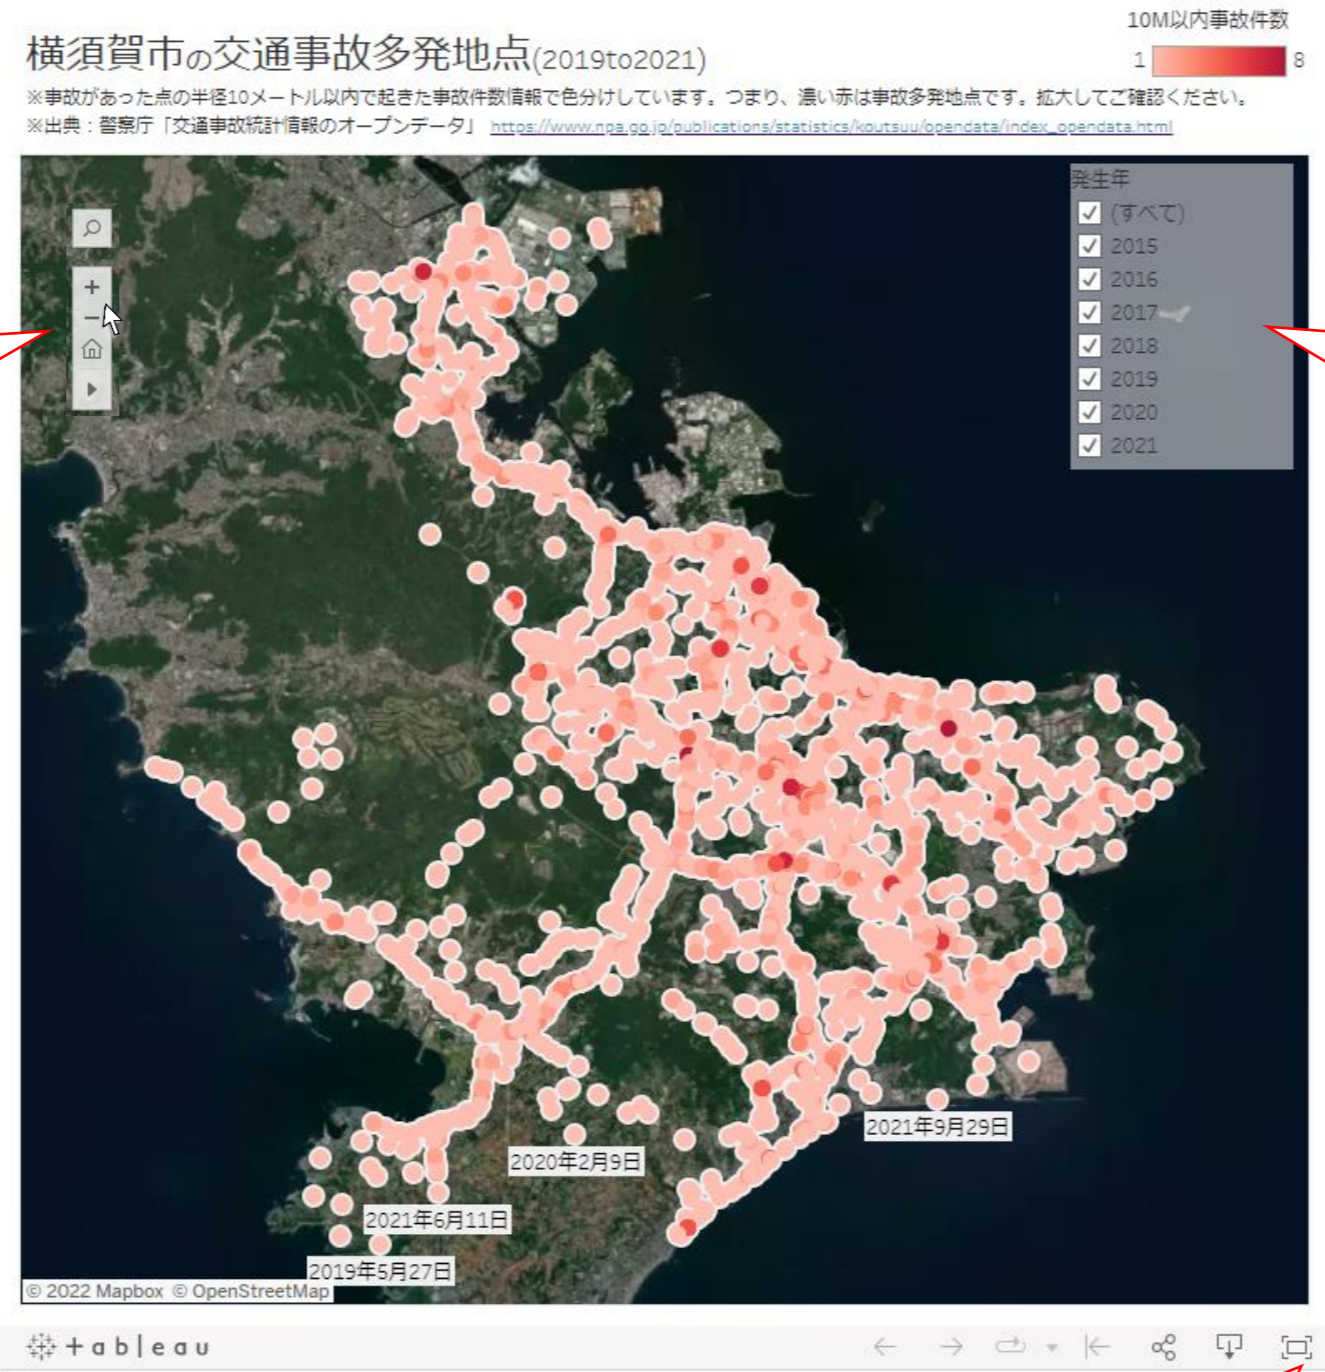 10M以内事故件数
1 8
横須賀市の交通事故多発地点(2019to2021)
※事故があった点の半径10メートル以内で起きた事故件数情報で色分けしています。つまり、濃い赤は事故多発地点です。拡大してご確認ください。
※出典：警察庁「交通事故統計情報のオープンデータ」 https://www.npa.go.jp/publications/statistics/koutsuu/opendata/index_opendata.html
発生年
(すべて)
2015
2016
2017
2018
2019
2020
2021
2021年9月29日
2020年2月9日
2021年6月11日
2019年5月27日
© 2022 Mapbox © OpenStreetMap
+ableau